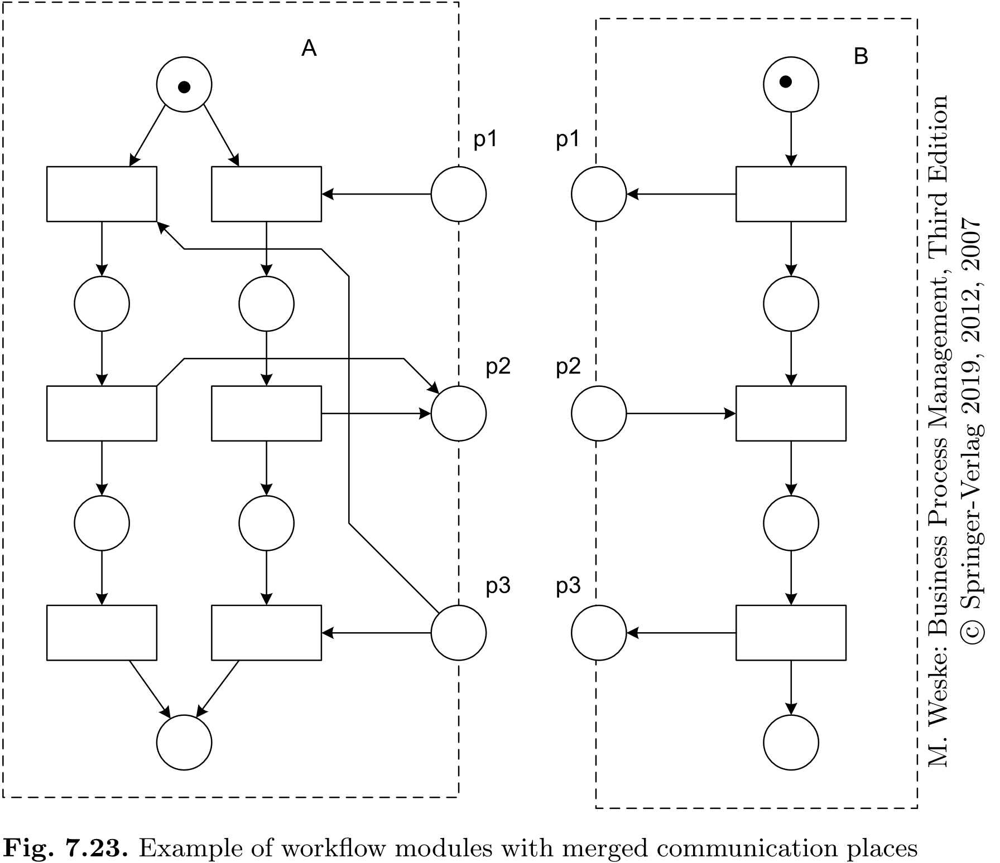 A
B
p1
p1
p2
p2
p3
p3
M. Weske: Business Process Management, Third Edition
© Springer-Verlag 2019, 2012, 2007
Fig. 7.23. Example of workflow modules with merged communication places